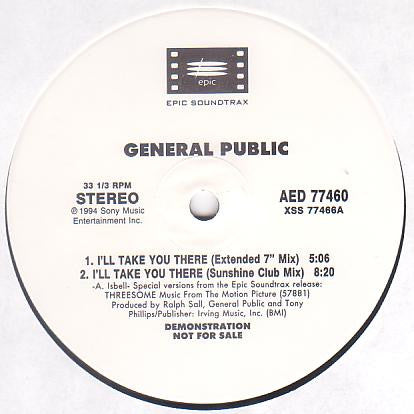 epic
EPIC SOUNDTRAX
GENERAL PUBLIC
33 1/3 RPM
STEREO
℗ 1994 Sony Music
Entertainment Inc.
AED 77460
XSS 77466A
1. I'LL TAKE YOU THERE (Extended 7" Mix) 5:06
2. I'LL TAKE YOU THERE (Sunshine Club Mix) 8:20
-A. Isbell- Special versions from the Epic Soundtrax release:
THREESOME Music From The Motion Picture (57881)
Produced by Ralph Sall, General Public and Tony
Phillips/Publisher: Irving Music, Inc. (BMI)
DEMONSTRATION
NOT FOR SALE